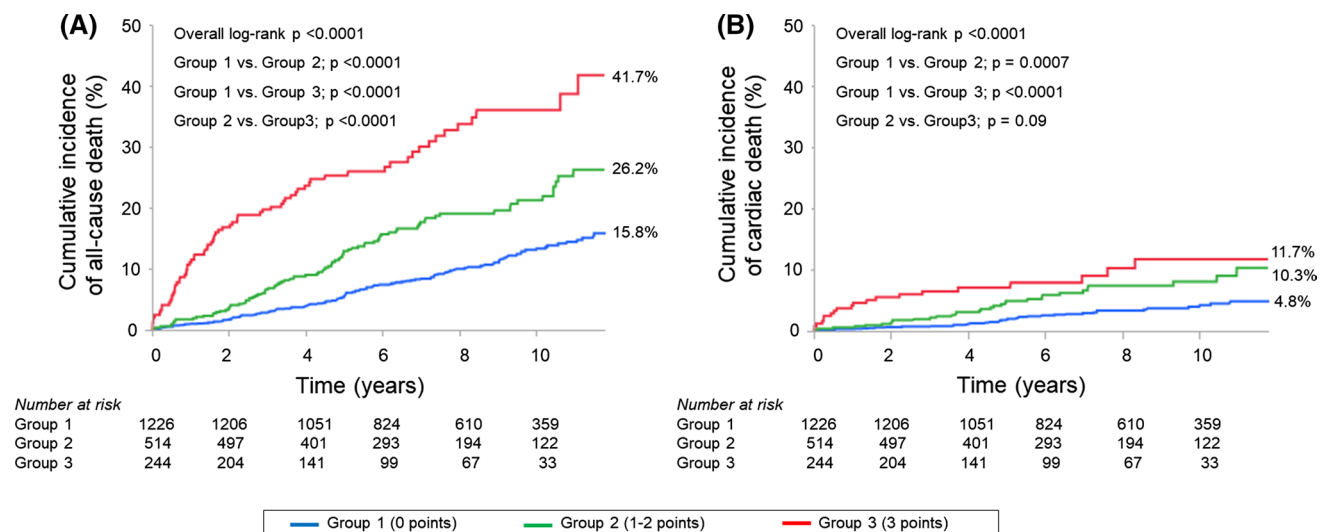 (A)
Overall log-rank p <0.0001
Group 1 vs. Group 2; p <0.0001
Group 1 vs. Group 3; p <0.0001
Group 2 vs. Group3; p <0.0001
Cumulative incidence
of all-cause death (%)
50
40
30
20
10
0
41.7%
26.2%
15.8%
0 2 4 6 8 10
Time (years)
Number at risk
Group 1 1226 1206 1051 824 610 359
Group 2 514 497 401 293 194 122
Group 3 244 204 141 99 67 33
(B)
Overall log-rank p <0.0001
Group 1 vs. Group 2; p = 0.0007
Group 1 vs. Group 3; p <0.0001
Group 2 vs. Group3; p = 0.09
Cumulative incidence
of cardiac death (%)
50
40
30
20
10
0
11.7%
10.3%
4.8%
0 2 4 6 8 10
Time (years)
Number at risk
Group 1 1226 1206 1051 824 610 359
Group 2 514 497 401 293 194 122
Group 3 244 204 141 99 67 33
Group 1 (0 points) Group 2 (1-2 points) Group 3 (3 points)